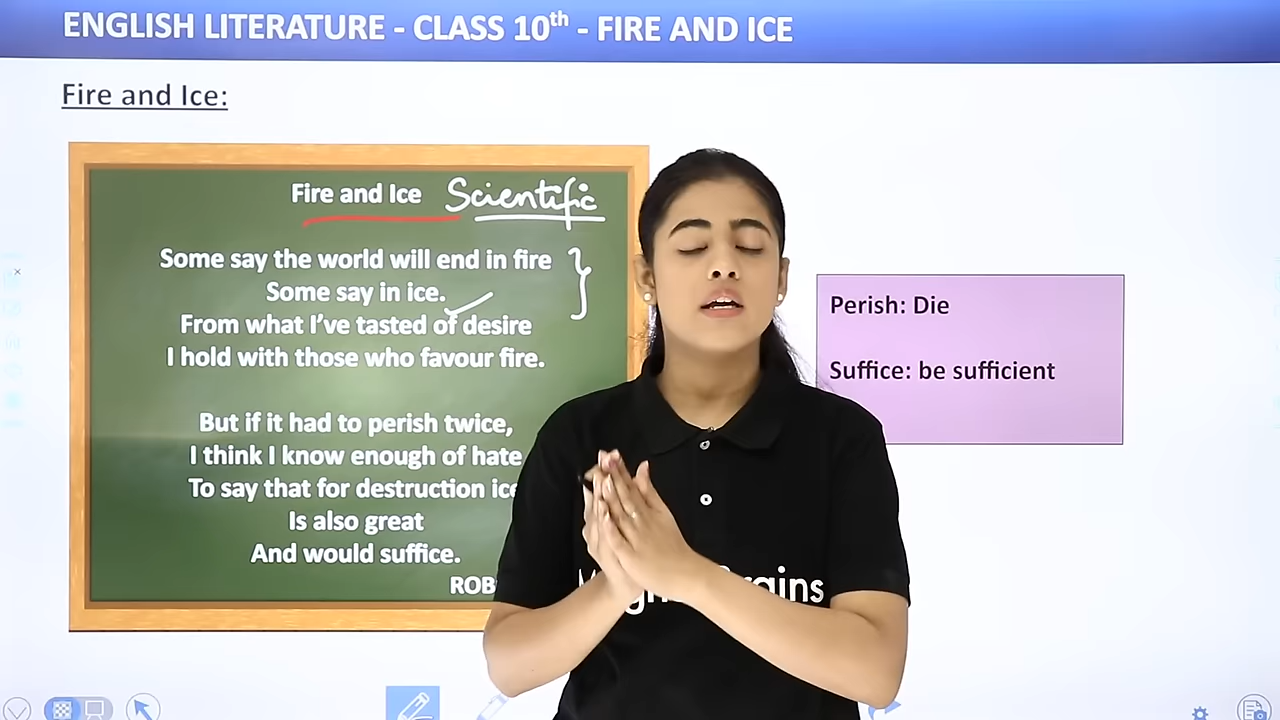 ENGLISH LITERATURE - CLASS 10th - FIRE AND ICE
Fire and Ice:
Fire and Ice Scientific
Some say the world will end in fire
Some say in ice.
From what I've tasted of desire
I hold with those who favour fire.
But if it had to perish twice,
I think I know enough of hate
To say that for destruction ice
Is also great
And would suffice.
Perish: Die
Suffice: be sufficient